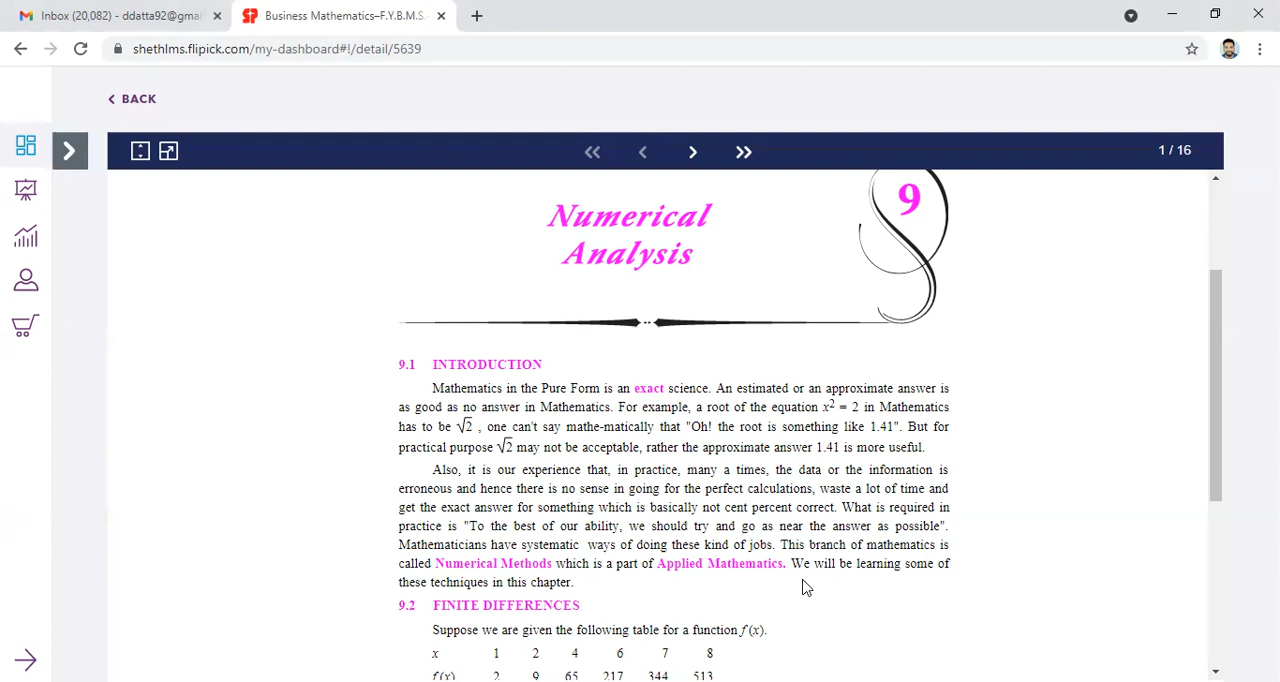 Inbox (20,082) - ddatta92@gmai
Business Mathematics–F.Y.B.M.S.
shethlms.flipick.com/my-dashboard#!/detail/5639
BACK
1 / 16
9
Numerical
Analysis
9.1 INTRODUCTION
Mathematics in the Pure Form is an exact science. An estimated or an approximate answer is
as good as no answer in Mathematics. For example, a root of the equation x² = 2 in Mathematics
has to be √2 , one can't say mathe-matically that "Oh! the root is something like 1.41". But for
practical purpose √2 may not be acceptable, rather the approximate answer 1.41 is more useful.
Also, it is our experience that, in practice, many a times, the data or the information is
erroneous and hence there is no sense in going for the perfect calculations, waste a lot of time and
get the exact answer for something which is basically not cent percent correct. What is required in
practice is "To the best of our ability, we should try and go as near the answer as possible".
Mathematicians have systematic ways of doing these kind of jobs. This branch of mathematics is
called Numerical Methods which is a part of Applied Mathematics. We will be learning some of
these techniques in this chapter.
9.2 FINITE DIFFERENCES
Suppose we are given the following table for a function f (x).
x 1 2 4 6 7 8
f(x) 2 9 65 217 344 513